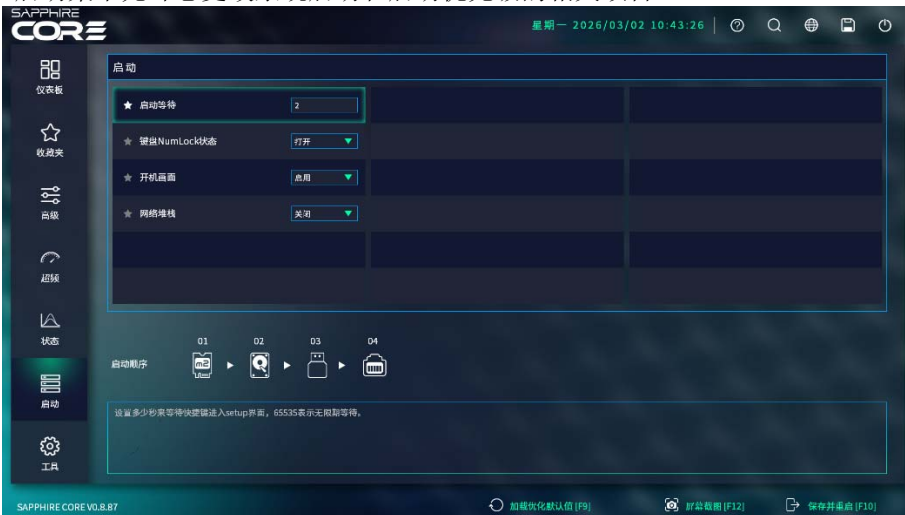 SAPPHIRE
CORE
星期一 2026/03/02 10:43:26
仪表板
收藏夹
高级
超频
状态
启动
工具
启动
启动等待 2
键盘NumLock状态 打开
开机画面 启用
网络堆栈 关闭
01 02 03 04
启动顺序
m2
设置多少秒来等待快捷键进入setup界面，65535表示无限期等待。
SAPPHIRE CORE V0.8.87
加载优化默认值 [F9] 屏幕截图 [F12] 保存并重启 [F10]